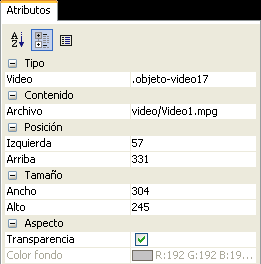 Atributos
Tipo
Video .objeto-video17
Contenido
Archivo video/Video1.mpg
Posición
Izquierda 57
Arriba 331
Tamaño
Ancho 304
Alto 245
Aspecto
Transparencia
Color fondo R:192 G:192 B:19...